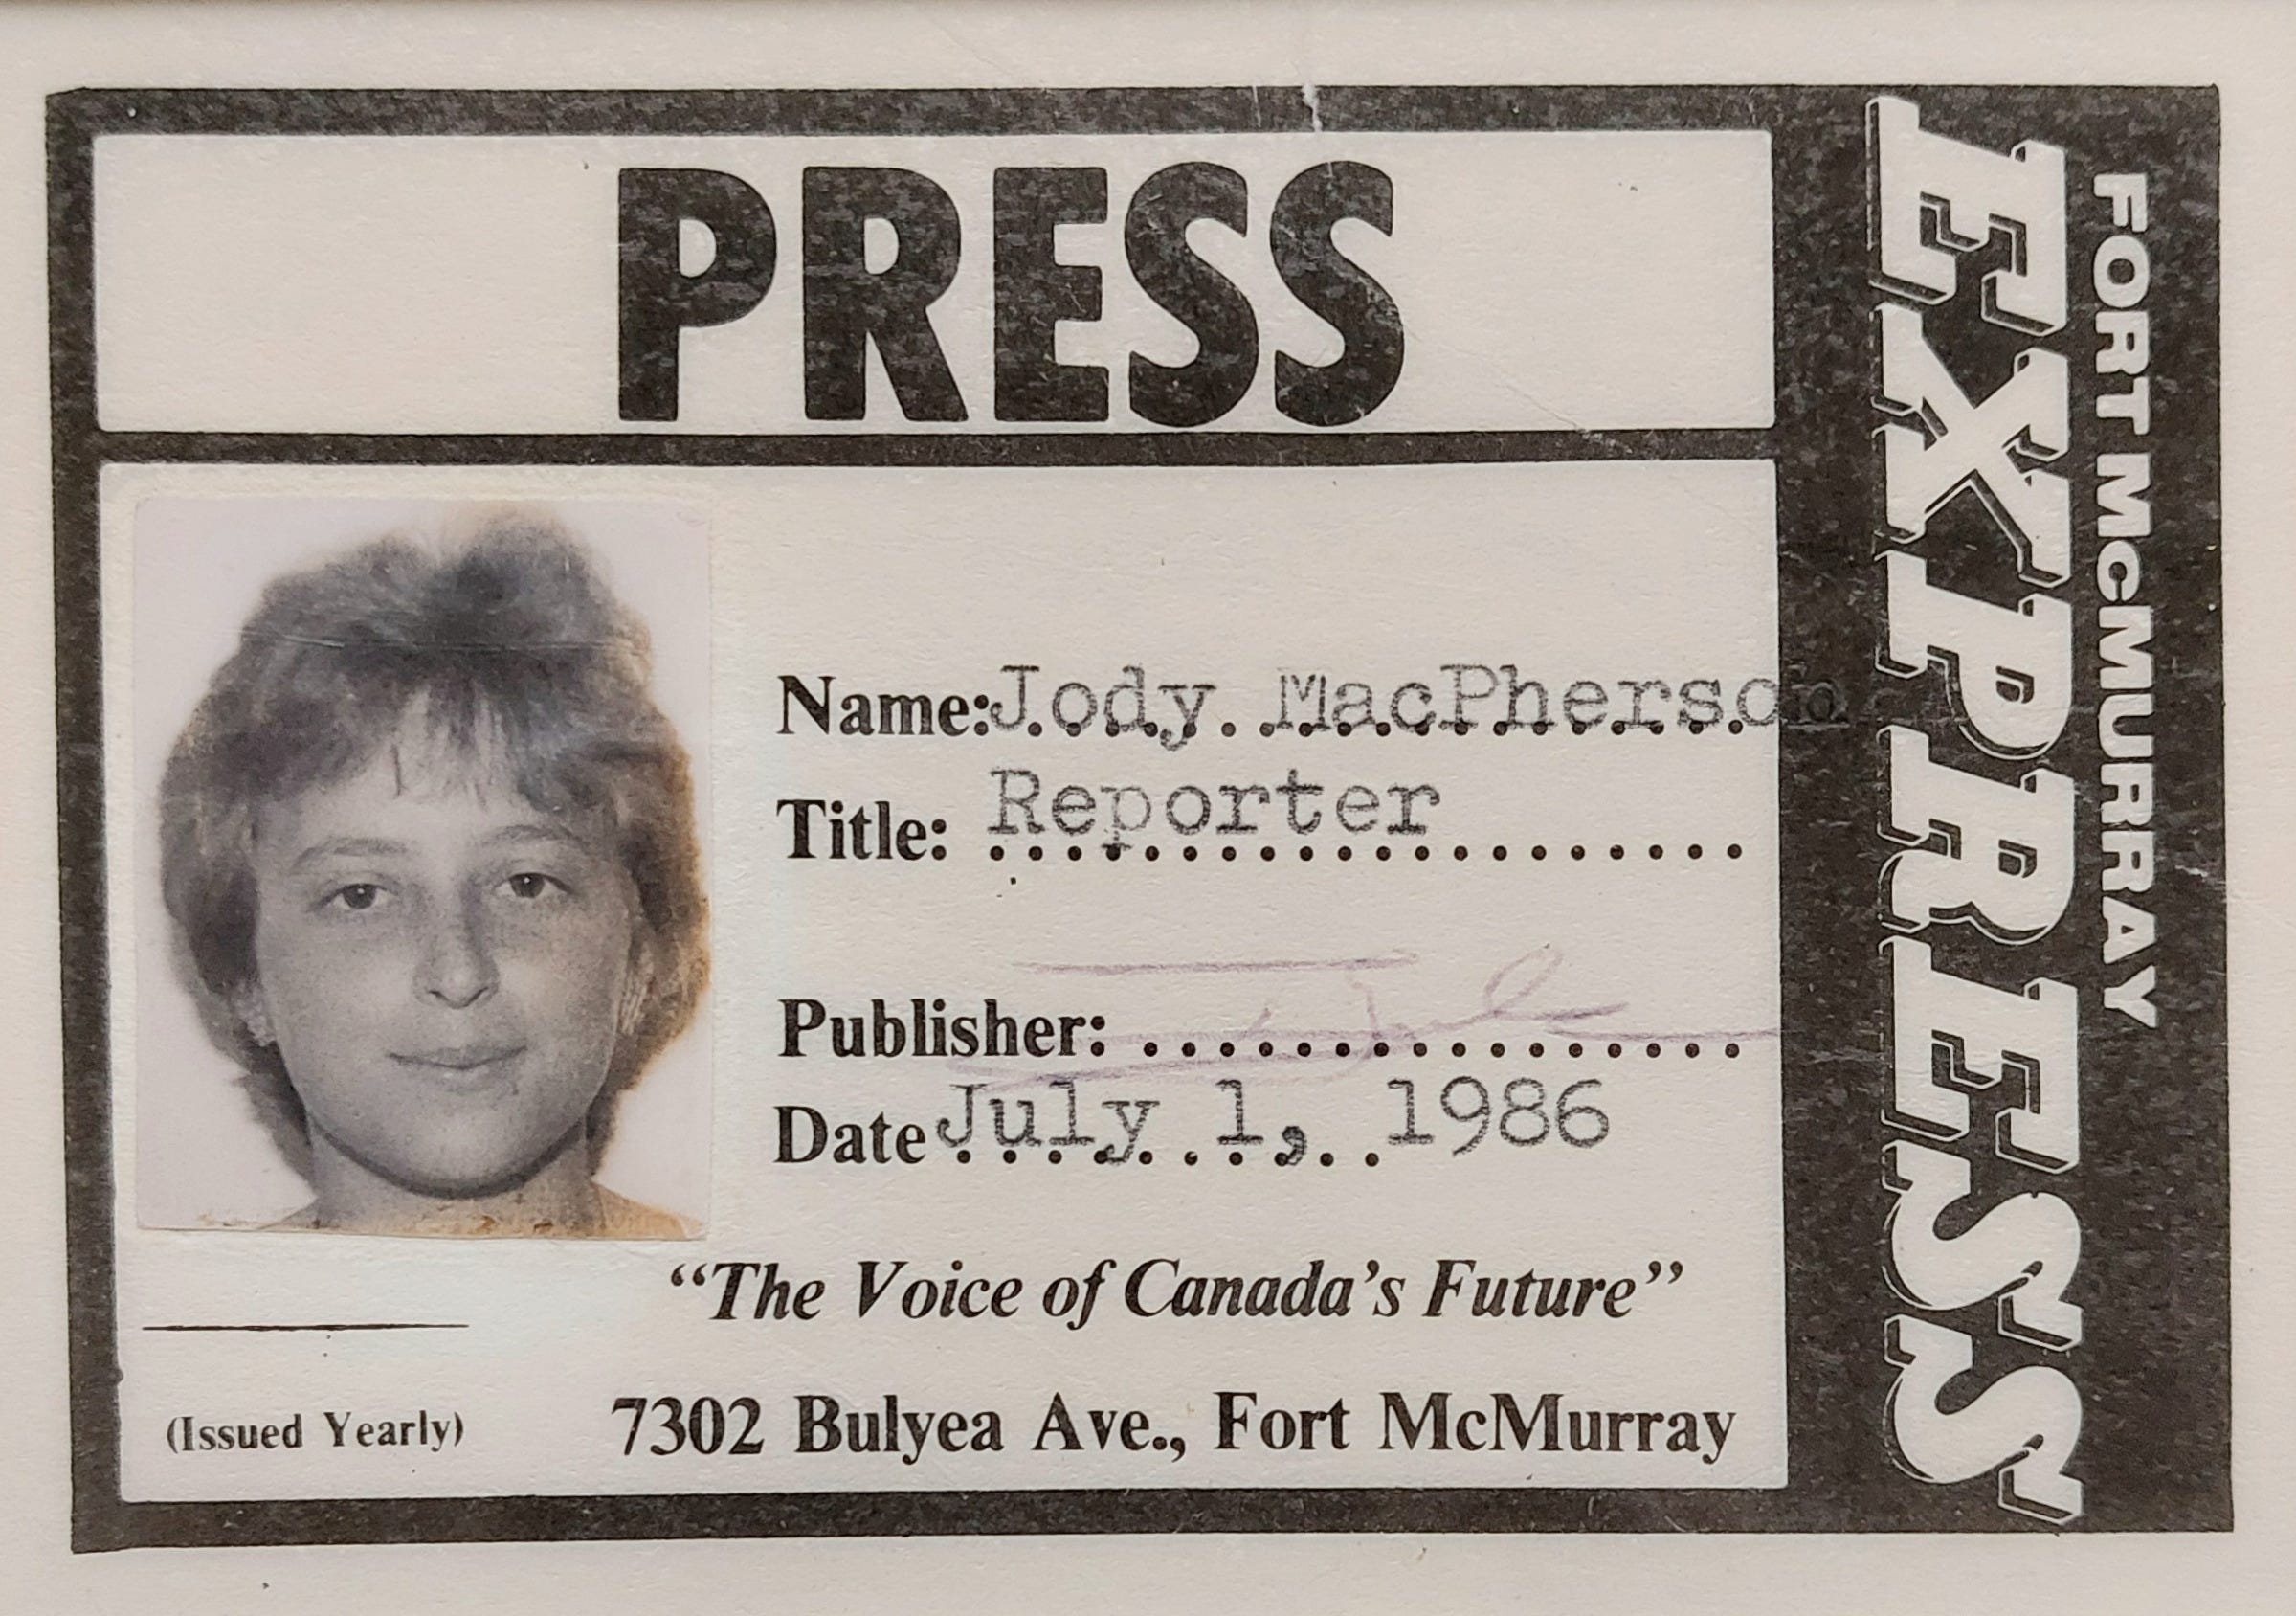 PRESS
Name: Jody MacPherson
Title: Reporter
Publisher:
Date July 1, 1986
"The Voice of Canada's Future"
(Issued Yearly)
7302 Bulyea Ave., Fort McMurray
FORT McMURRAY
EXPRESS